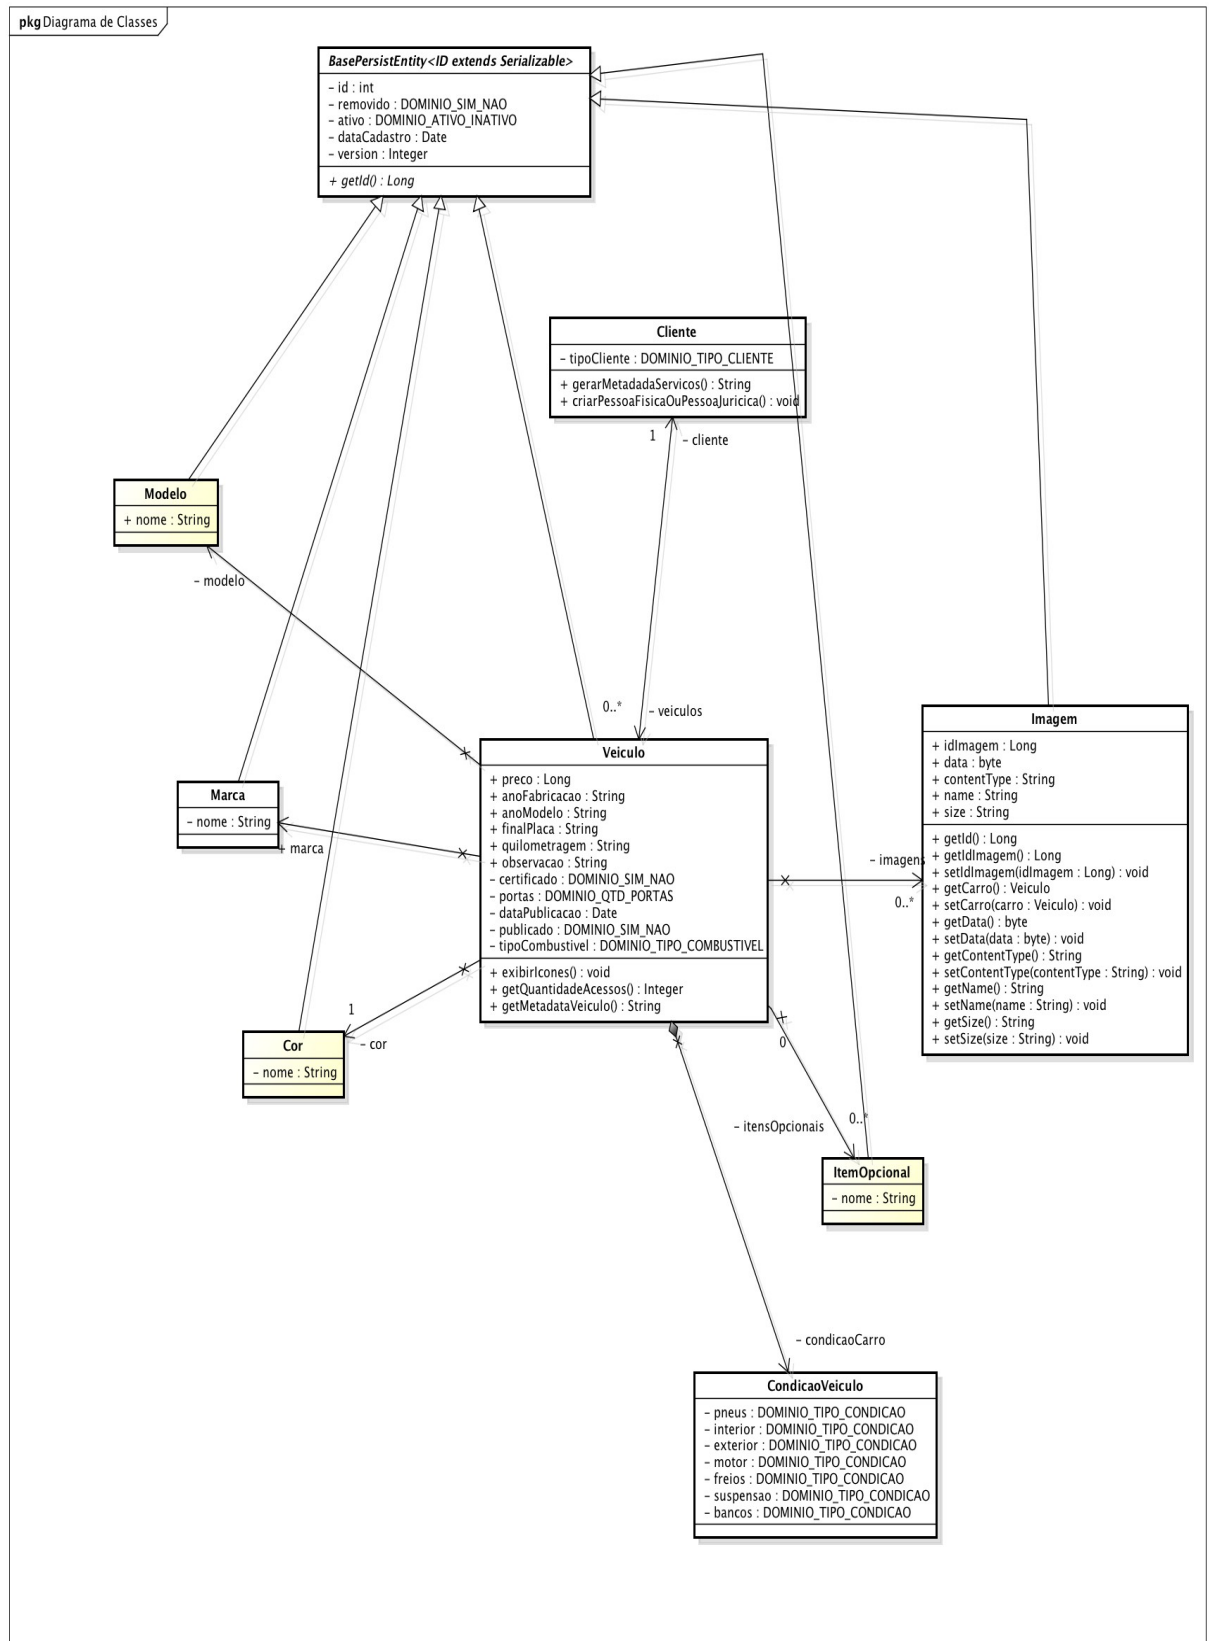 pkg Diagrama de Classes
BasePersistEntity<ID extends Serializable>
– id : int
– removido : DOMINIO_SIM_NAO
– ativo : DOMINIO_ATIVO_INATIVO
– dataCadastro : Date
– version : Integer
+ getId() : Long
Cliente
– tipoCliente : DOMINIO_TIPO_CLIENTE
+ gerarMetadadaServicos() : String
+ criarPessoaFisicaOuPessoaJuricica() : void
1
– cliente
Modelo
+ nome : String
– modelo
0..*
– veiculos
Marca
– nome : String
+ marca
Veiculo
+ preco : Long
+ anoFabricacao : String
+ anoModelo : String
+ finalPlaca : String
+ quilometragem : String
+ observacao : String
– certificado : DOMINIO_SIM_NAO
– portas : DOMINIO_QTD_PORTAS
– dataPublicacao : Date
– publicado : DOMINIO_SIM_NAO
– tipoCombustivel : DOMINIO_TIPO_COMBUSTIVEL
+ exibirIcones() : void
+ getQuantidadeAcessos() : Integer
+ getMetadataVeiculo() : String
– imagens
0..*
Imagem
+ idImagem : Long
+ data : byte
+ contentType : String
+ name : String
+ size : String
+ getId() : Long
+ getIdImagem() : Long
+ setIdImagem(idImagem : Long) : void
+ getCarro() : Veiculo
+ setCarro(carro : Veiculo) : void
+ getData() : byte
+ setData(data : byte) : void
+ getContentType() : String
+ setContentType(contentType : String) : void
+ getName() : String
+ setName(name : String) : void
+ getSize() : String
+ setSize(size : String) : void
1
– cor
Cor
– nome : String
0
0..*
– itensOpcionais
ItemOpcional
– nome : String
– condicaoCarro
CondicaoVeiculo
– pneus : DOMINIO_TIPO_CONDICAO
– interior : DOMINIO_TIPO_CONDICAO
– exterior : DOMINIO_TIPO_CONDICAO
– motor : DOMINIO_TIPO_CONDICAO
– freios : DOMINIO_TIPO_CONDICAO
– suspensao : DOMINIO_TIPO_CONDICAO
– bancos : DOMINIO_TIPO_CONDICAO